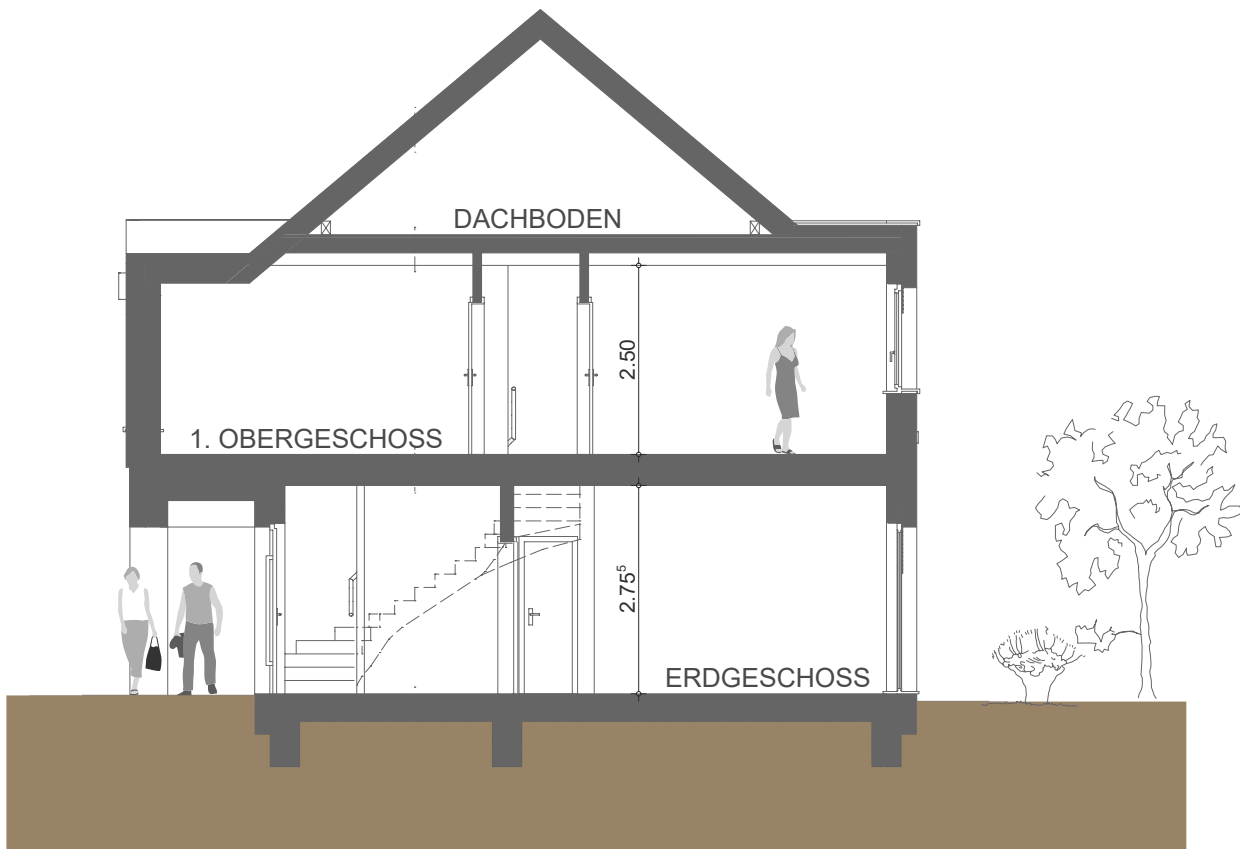 DACHBODEN
2.50
1. OBERGESCHOSS
2.75⁵
ERDGESCHOSS